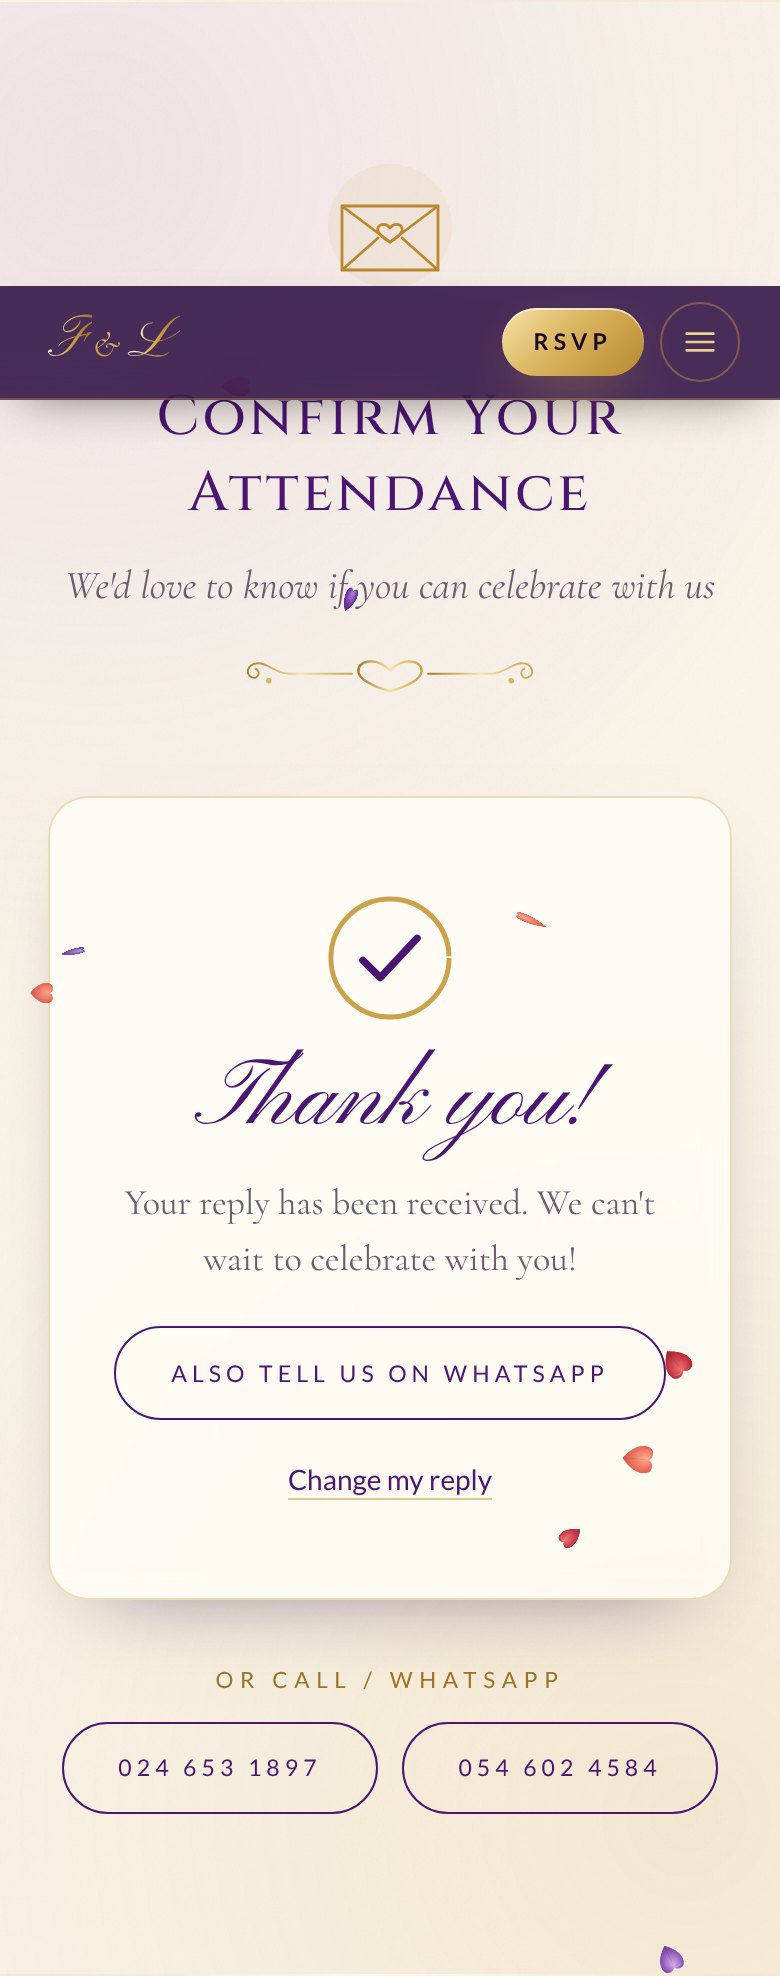 F & L
RSVP
Confirm Your
Attendance
We'd love to know if you can celebrate with us
Thank you!
Your reply has been received. We can't
wait to celebrate with you!
ALSO TELL US ON WHATSAPP
Change my reply
OR CALL / WHATSAPP
024 653 1897
054 602 4584